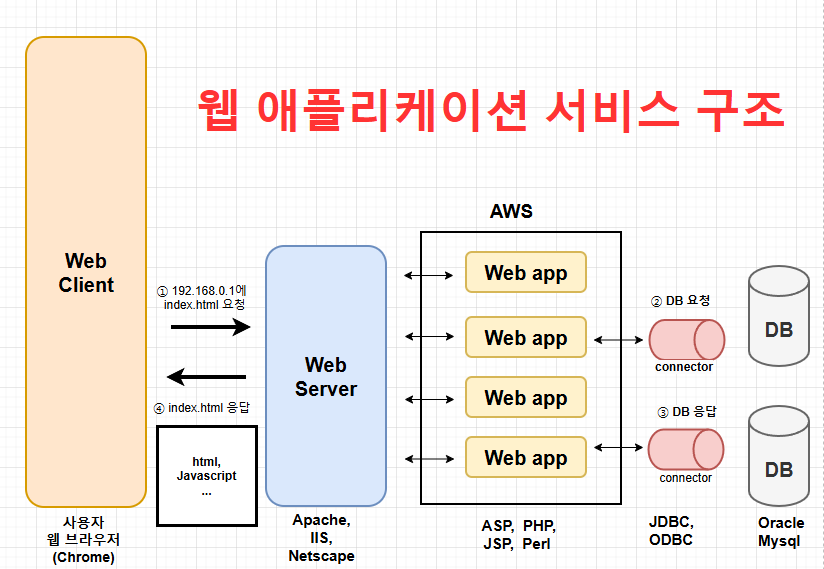 웹 애플리케이션 서비스 구조
Web
Client
① 192.168.0.1에
index.html 요청
④ index.html 응답
html,
Javascript
...
사용자
웹 브라우저
(Chrome)
Web
Server
Apache,
IIS,
Netscape
AWS
Web app
Web app
Web app
Web app
ASP, PHP,
JSP, Perl
② DB 요청
connector
③ DB 응답
connector
JDBC,
ODBC
DB
DB
Oracle
Mysql